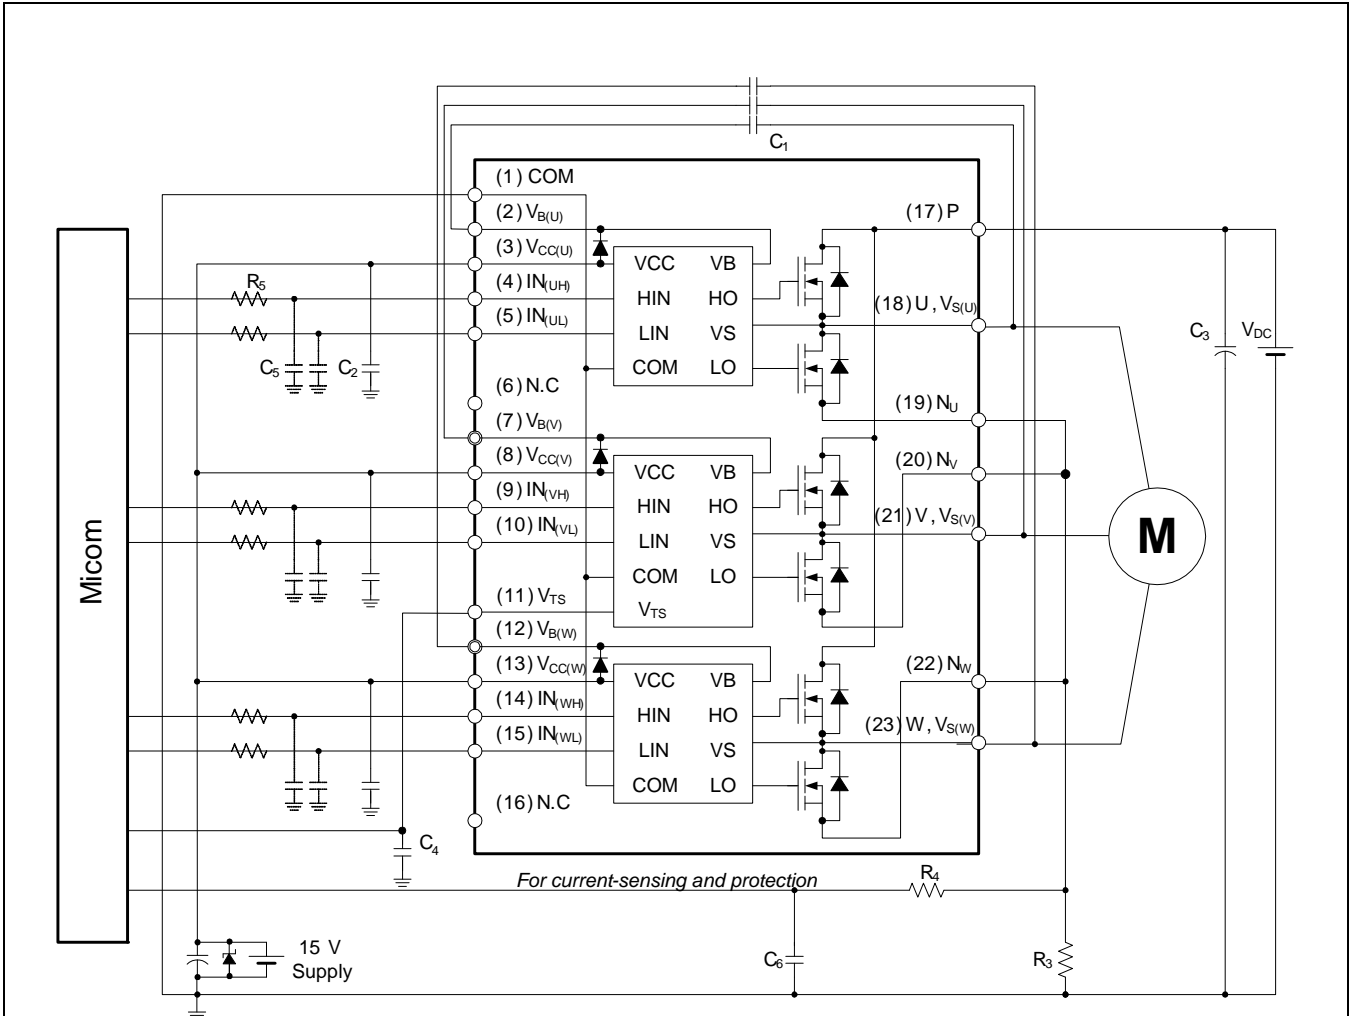 C1
(1) COM
(2) VB(U)
(3) VCC(U)
(4) IN(UH)
(5) IN(UL)
(6) N.C
(7) VB(V)
(8) VCC(V)
(9) IN(VH)
(10) IN(VL)
(11) VTS
(12) VB(W)
(13) VCC(W)
(14) IN(WH)
(15) IN(WL)
(16) N.C
VCC VB
HIN HO
LIN VS
COM LO
VCC VB
HIN HO
LIN VS
COM LO
VTS
VCC VB
HIN HO
LIN VS
COM LO
(17) P
(18) U, VS(U)
(19) NU
(20) NV
(21) V, VS(V)
(22) NW
(23) W, VS(W)
Micom
R5
C5
C2
C4
C3
VDC
M
For current-sensing and protection
R4
C6
R3
15 V
Supply